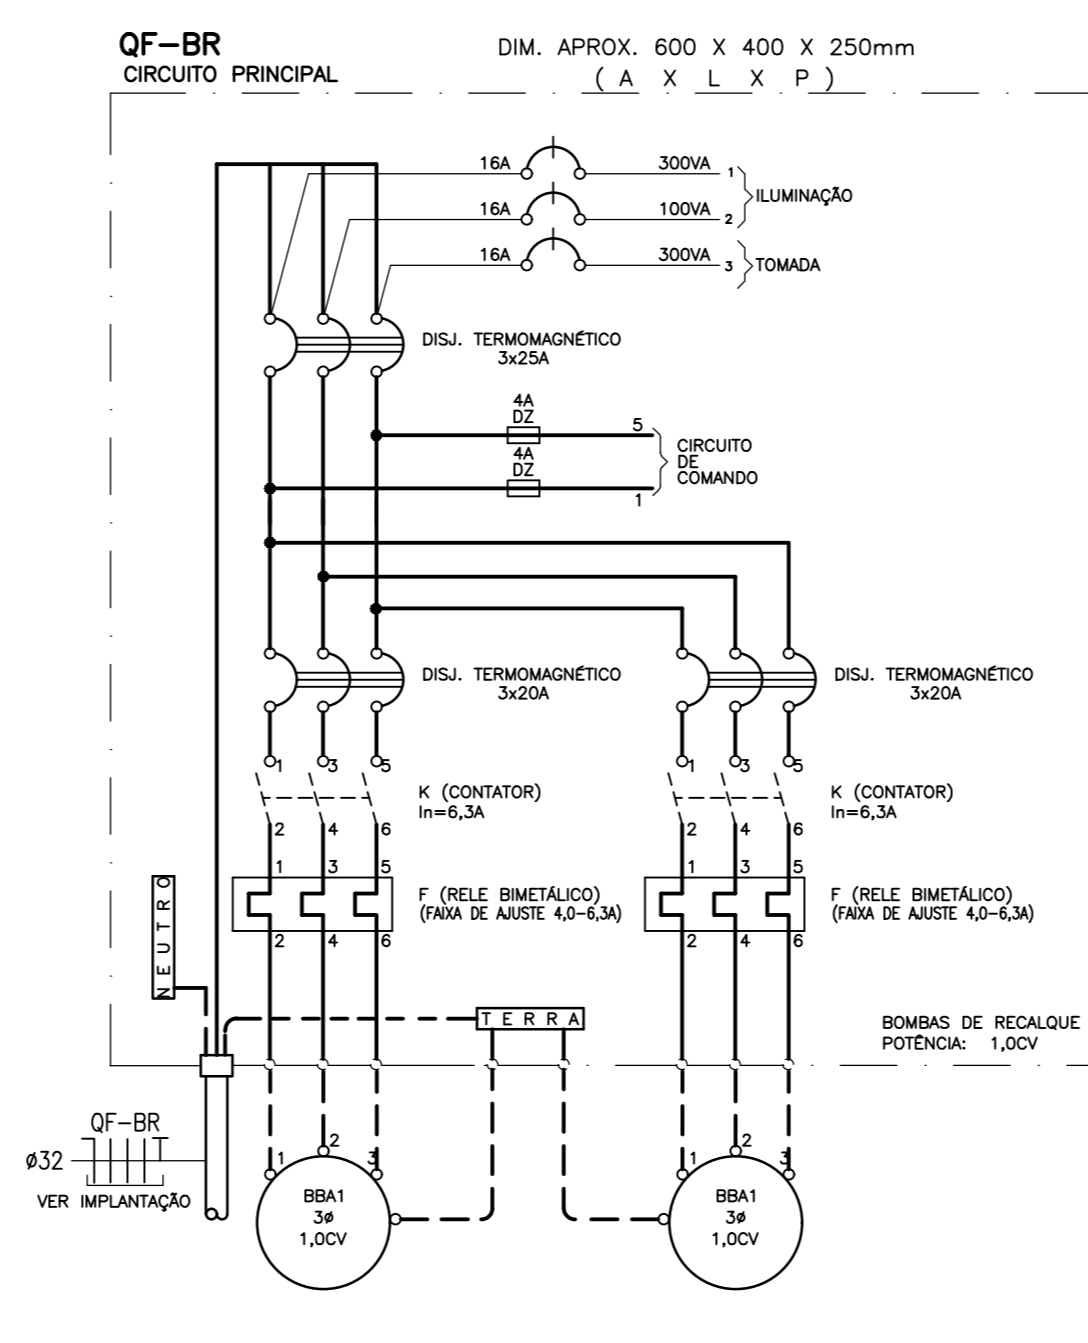 QF-BR
CIRCUITO PRINCIPAL
DIM. APROX. 600 X 400 X 250mm
( A X L X P )
16A 300VA 1
16A 100VA 2
ILUMINAÇÃO
16A 300VA 3 TOMADA
DISJ. TERMOMAGNÉTICO
3x25A
4A
DZ
5
4A
DZ
1
CIRCUITO
DE
COMANDO
DISJ. TERMOMAGNÉTICO
3x20A
DISJ. TERMOMAGNÉTICO
3x20A
1 3 5
K (CONTATOR)
In=6,3A
2 4 6
1 3 5
K (CONTATOR)
In=6,3A
2 4 6
1 3 5
F (RELE BIMETÁLICO)
(FAIXA DE AJUSTE 4,0-6,3A)
2 4 6
1 3 5
F (RELE BIMETÁLICO)
(FAIXA DE AJUSTE 4,0-6,3A)
2 4 6
NEUTRO
TERRA
BOMBAS DE RECALQUE
POTÊNCIA: 1,0CV
QF-BR
ø32
VER IMPLANTAÇÃO
1 2 3
BBA1
3ø
1,0CV
1 2 3
BBA1
3ø
1,0CV